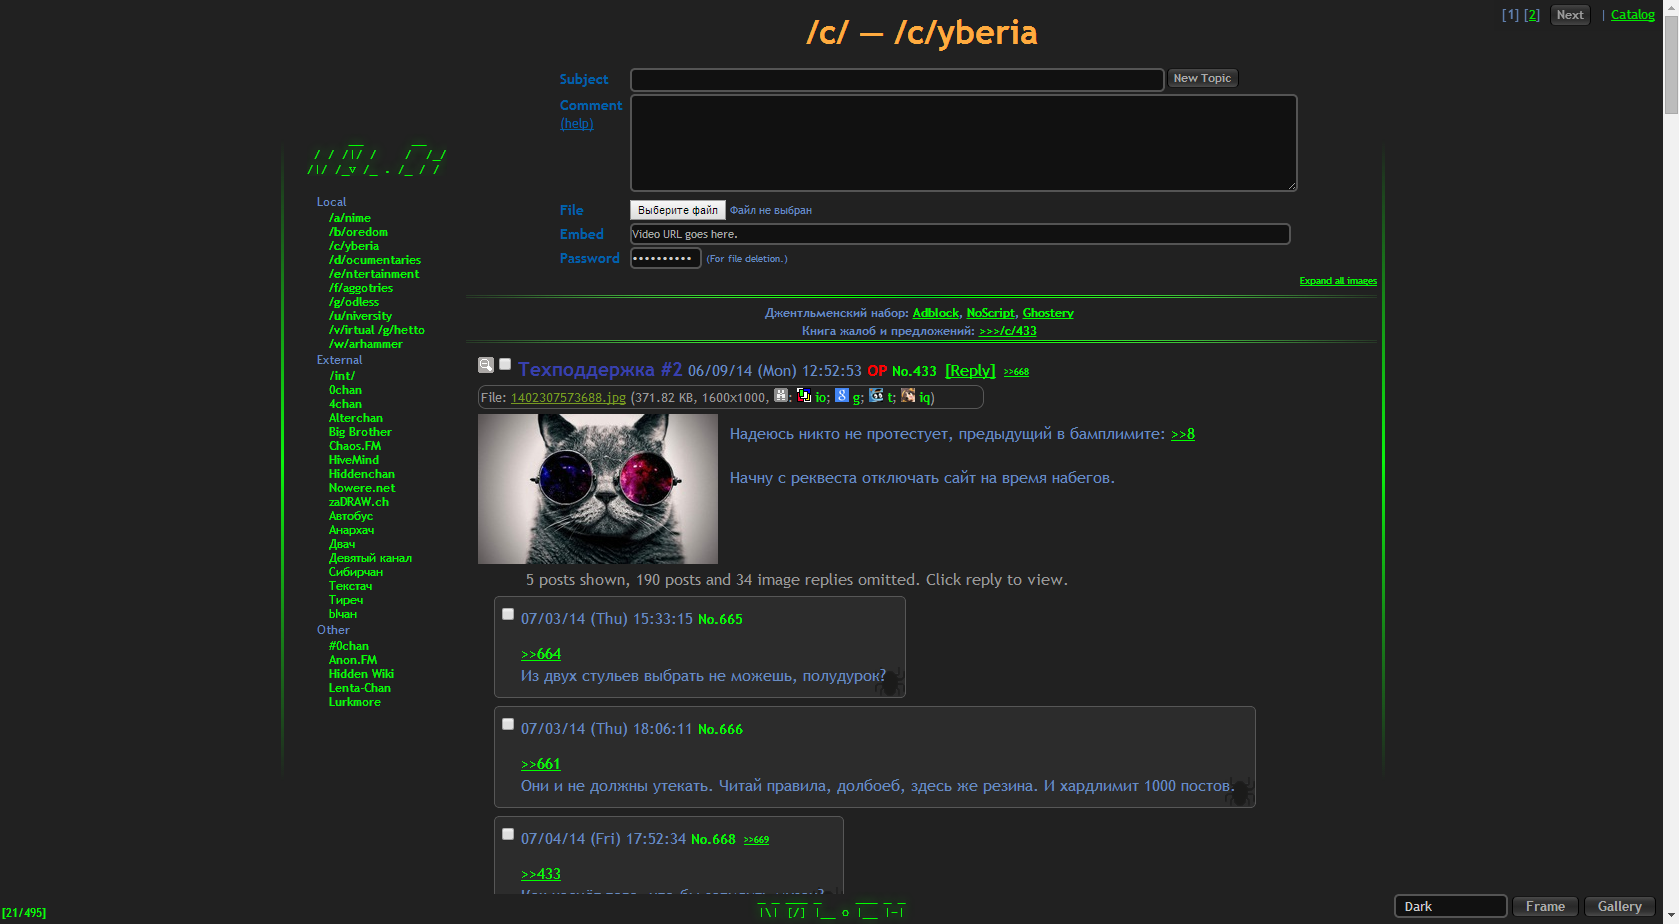 /c/ — /c/yberia
[1] [2] Next | Catalog
Subject
New Topic
Comment
(help)
File Выберите файл Файл не выбран
Embed Video URL goes here.
Password •••••••••• (For file deletion.)
Expand all images
Local
/a/nime
/b/oredom
/c/yberia
/d/ocumentaries
/e/ntertainment
/f/aggotries
/g/odless
/u/niversity
/v/irtual /g/hetto
/w/arhammer
External
/int/
0chan
4chan
Alterchan
Big Brother
Chaos.FM
HiveMind
Hiddenchan
Nowere.net
zaDRAW.ch
Автобус
Анархач
Двач
Девятый канал
Сибирчан
Текстач
Тиреч
Ычан
Other
#0chan
Anon.FM
Hidden Wiki
Lenta-Chan
Lurkmore
Джентльменский набор: Adblock, NoScript, Ghostery
Книга жалоб и предложений: >>>/c/433
Техподдержка #2 06/09/14 (Mon) 12:52:53 OP No.433 [Reply] >>668
File: 1402307573688.jpg (371.82 KB, 1600x1000, : io; g; t; iq)
Надеюсь никто не протестует, предыдущий в бамплимите: >>8
Начну с реквеста отключать сайт на время набегов.
5 posts shown, 190 posts and 34 image replies omitted. Click reply to view.
07/03/14 (Thu) 15:33:15 No.665
>>664
Из двух стульев выбрать не можешь, полудурок?
07/03/14 (Thu) 18:06:11 No.666
>>661
Они и не должны утекать. Читай правила, долбоеб, здесь же резина. И хардлимит 1000 постов.
07/04/14 (Fri) 17:52:34 No.668 >>669
>>433
[21/495]
Dark Frame Gallery